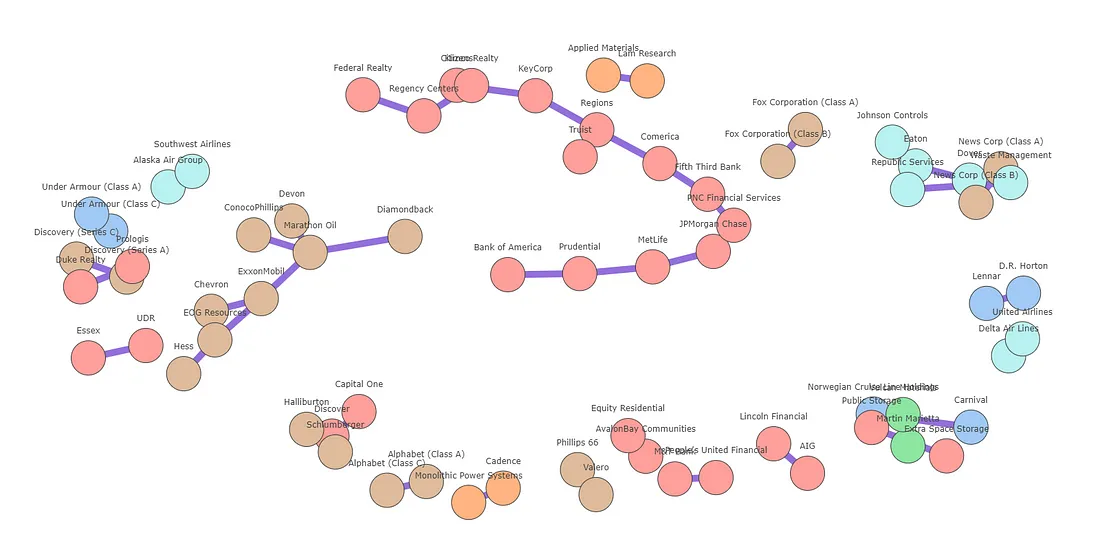 Applied Materials
Lam Research
Realty
Federal Realty
KeyCorp
Regency Centers
Regions
Fox Corporation (Class A)
Johnson Controls
Truist
Comerica
Fox Corporation (Class B)
Eaton
News Corp (Class A)
Southwest Airlines
Alaska Air Group
Waste Management
Republic Services
Fifth Third Bank
News Corp (Class B)
Under Armour (Class A)
Devon
PNC Financial Services
Under Armour (Class C)
ConocoPhillips
Diamondback
Marathon Oil
JPMorgan Chase
Discovery (Series C)
Prologis
Discovery (Series A)
Duke Realty
Bank of America
Prudential
MetLife
ExxonMobil
D.R. Horton
Lennar
Chevron
EOG Resources
United Airlines
Delta Air Lines
Essex
UDR
Hess
Capital One
Norwegian Cruise Line Holdings
Public Storage
Carnival
Halliburton
Discover
Equity Residential
Lincoln Financial
Martin Marietta
Schlumberger
AvalonBay Communities
Extra Space Storage
Phillips 66
People's United Financial
AIG
Alphabet (Class A)
Alphabet (Class C)
Cadence
Valero
Monolithic Power Systems